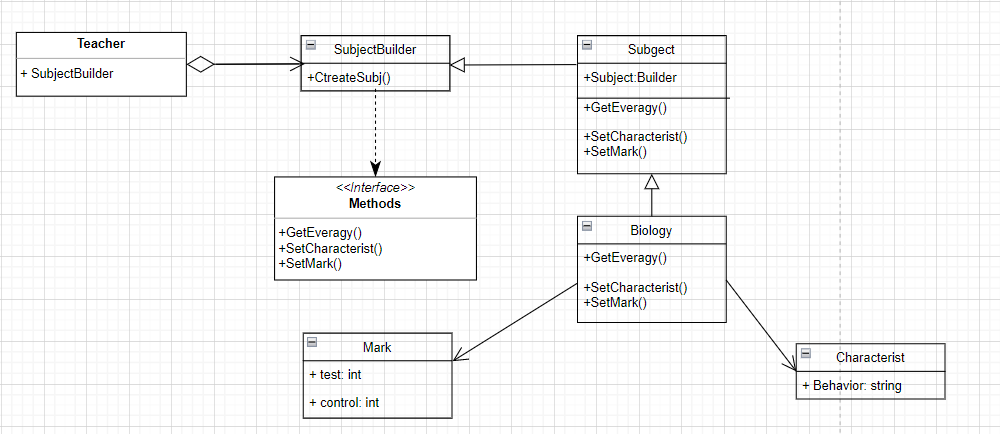 Teacher
+ SubjectBuilder
SubjectBuilder
+CtreateSubj()
Subgect
+Subject:Builder
+GetEveragy()
+SetCharacterist()
+SetMark()
<<Interface>>
Methods
+GetEveragy()
+SetCharacterist()
+SetMark()
Biology
+GetEveragy()
+SetCharacterist()
+SetMark()
Mark
+ test: int
+ control: int
Characterist
+ Behavior: string